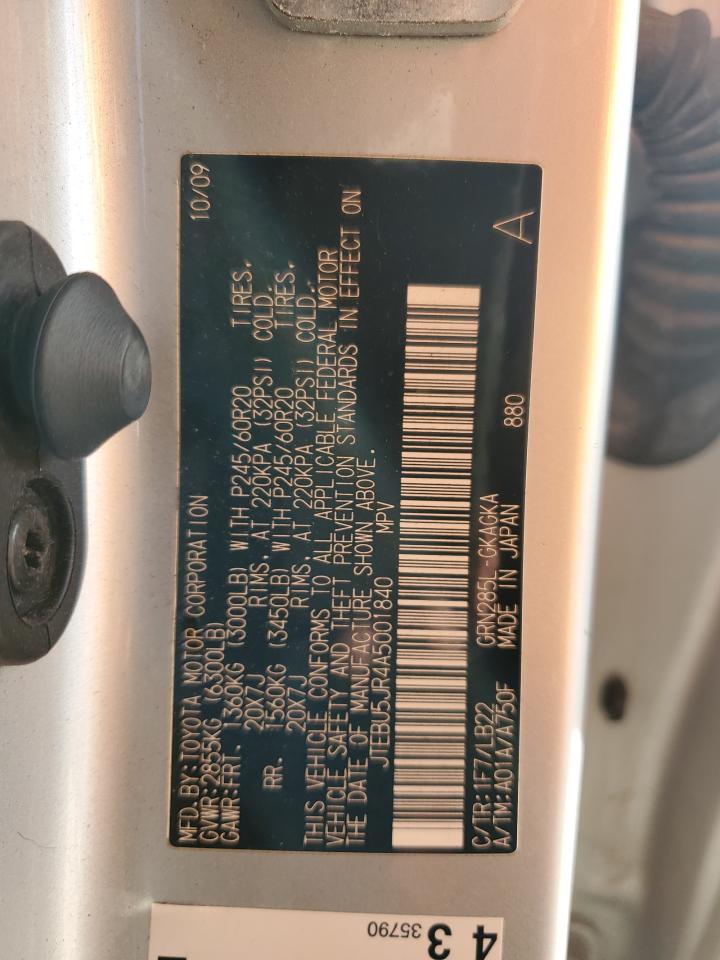 MFD.BY:TOYOTA MOTOR CORPORATION 10/09
GVWR:2855KG (6300LB)
GAWR:FRT. 1360KG (3000LB) WITH P245/60R20 TIRES.
20X7J RIMS. AT 220KPA (32PSI) COLD.
RR. 1560KG (3450LB) WITH P245/60R20 TIRES.
20X7J RIMS. AT 220KPA (32PSI) COLD.
THIS VEHICLE CONFORMS TO ALL APPLICABLE FEDERAL MOTOR
VEHICLE SAFETY AND THEFT PREVENTION STANDARDS IN EFFECT ON
THE DATE OF MANUFACTURE SHOWN ABOVE.
JTEBU5JR4A5001840 MPV
C/TR:1F7/LB22 GRN285L-GKAGKA
A/TM:A01A/A750F MADE IN JAPAN 880 A
43
35790